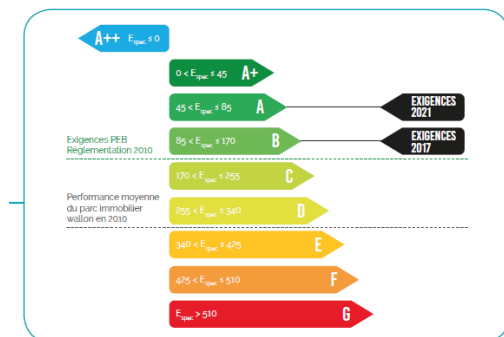 A++ Espec ≤ 0
0 < Espec ≤ 45 A+
45 < Espec ≤ 85 A
EXIGENCES
2021
Exigences PEB
Réglementation 2010
85 < Espec ≤ 170 B
EXIGENCES
2017
170 < Espec ≤ 255 C
Performance moyenne
du parc immobilier
wallon en 2010
255 < Espec ≤ 340 D
340 < Espec ≤ 425 E
425 < Espec ≤ 510 F
Espec > 510 G